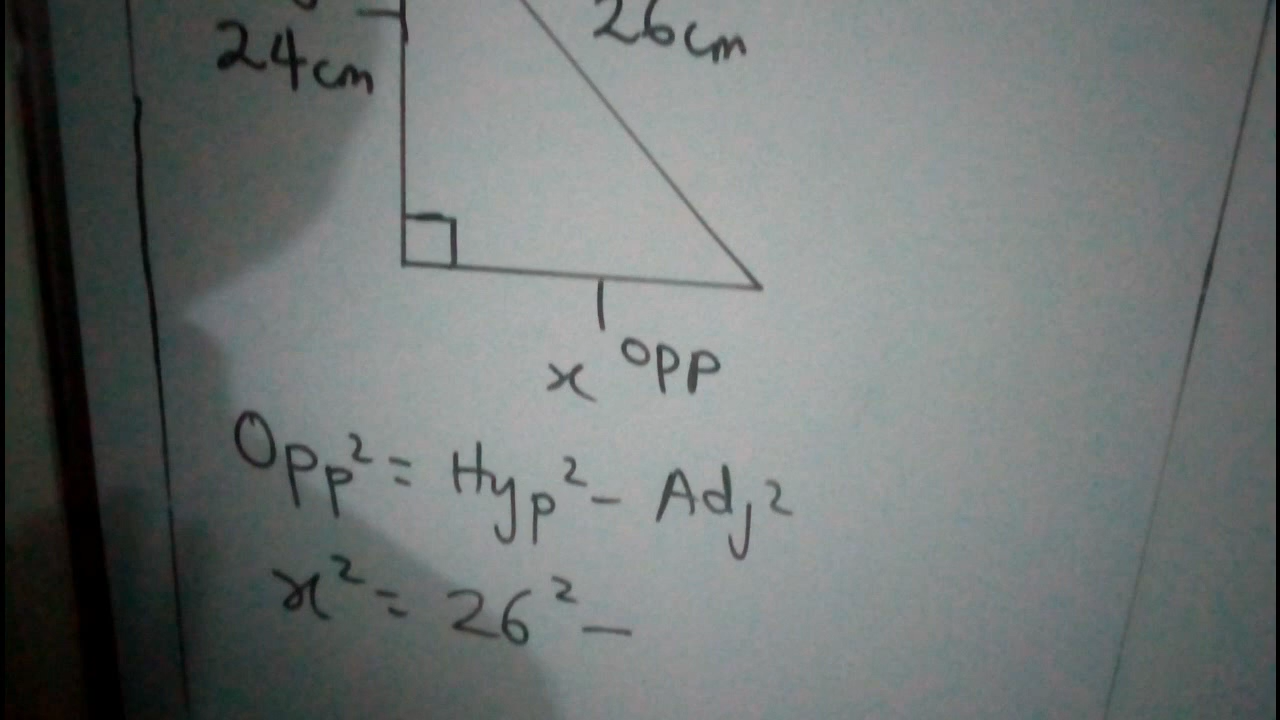 24cm
26cm
x opp
Opp² = Hyp² - Adj²
x² = 26² -